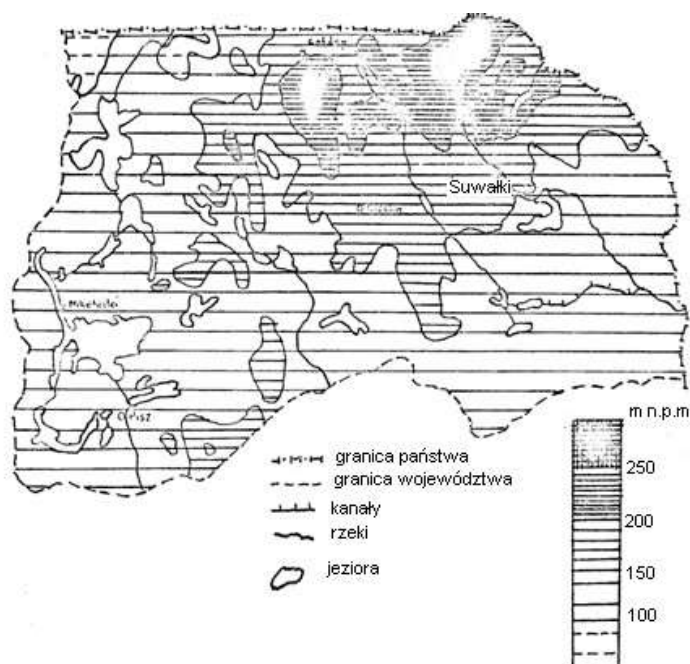 Suwałki
m n.p.m
250
200
150
100
granica państwa
granica województwa
kanały
rzeki
jeziora